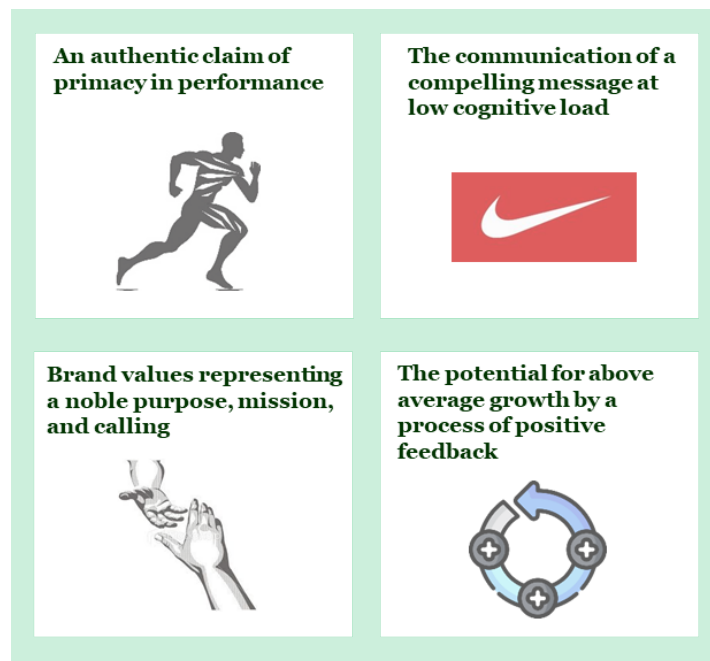 An authentic claim of
primacy in performance
The communication of a
compelling message at
low cognitive load
Brand values representing
a noble purpose, mission,
and calling
The potential for above
average growth by a
process of positive
feedback